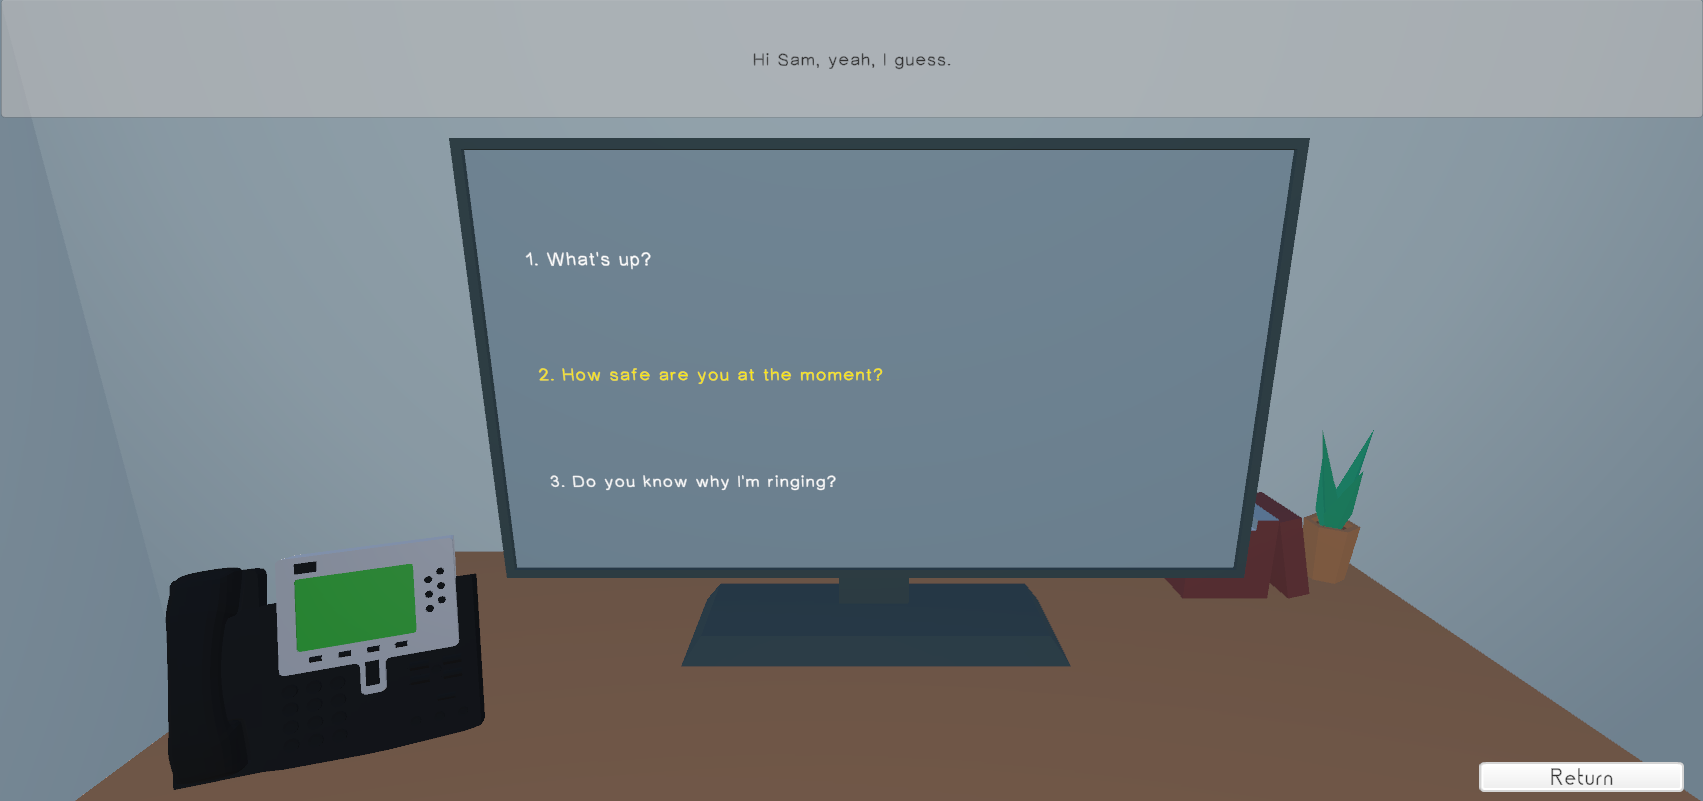 Hi Sam, yeah, I guess.
1. What's up?
2. How safe are you at the moment?
3. Do you know why I'm ringing?
Return